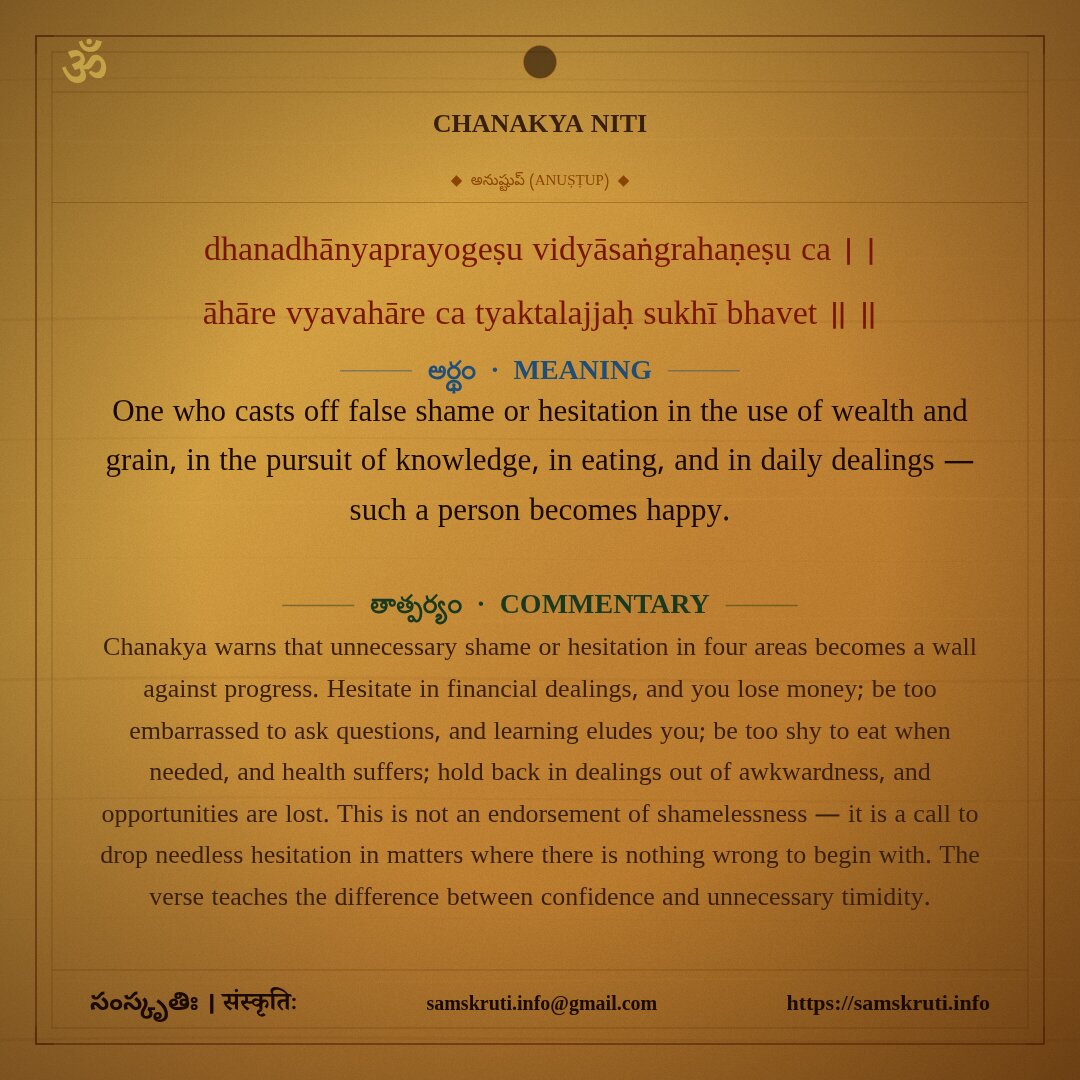 ॐ
CHANAKYA NITI
◆ అనుష్టుప్ (ANUṢṬUP) ◆
dhanadhānyaprayogeṣu vidyāsaṅgrahaṇeṣu ca | |
āhāre vyavahāre ca tyaktalajjaḥ sukhī bhavet || ||
అర్థం · MEANING
One who casts off false shame or hesitation in the use of wealth and
grain, in the pursuit of knowledge, in eating, and in daily dealings —
such a person becomes happy.
తాత్పర్యం · COMMENTARY
Chanakya warns that unnecessary shame or hesitation in four areas becomes a wall
against progress. Hesitate in financial dealings, and you lose money; be too
embarrassed to ask questions, and learning eludes you; be too shy to eat when
needed, and health suffers; hold back in dealings out of awkwardness, and
opportunities are lost. This is not an endorsement of shamelessness — it is a call to
drop needless hesitation in matters where there is nothing wrong to begin with. The
verse teaches the difference between confidence and unnecessary timidity.
సంస్కృతిః | संस्कृतिः samskruti.info@gmail.com https://samskruti.info